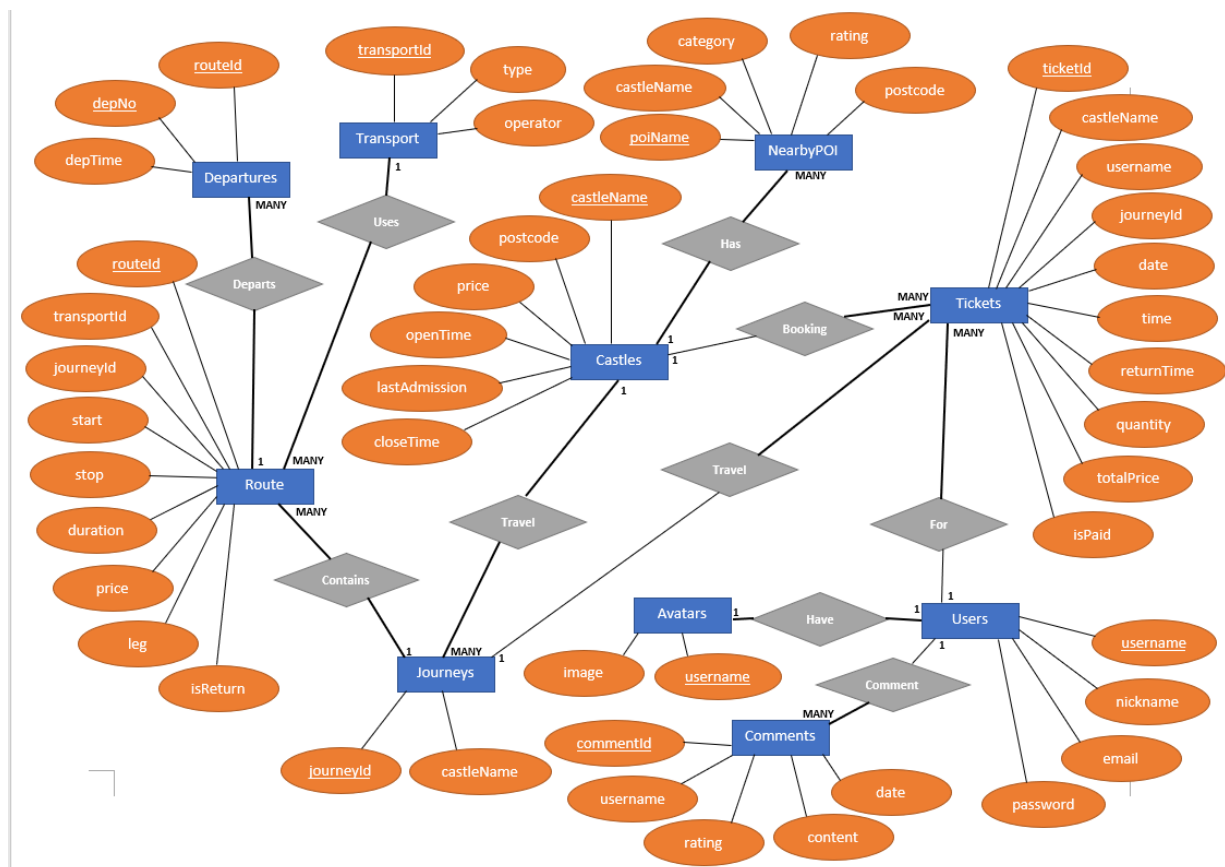 routeId
depNo
depTime
Departures
MANY
Departs
transportId
type
operator
Transport
1
Uses
category
rating
castleName
postcode
poiName
NearbyPOI
MANY
Has
ticketId
castleName
username
journeyId
date
time
returnTime
quantity
totalPrice
isPaid
Tickets
MANY
MANY
MANY
castleName
postcode
price
openTime
lastAdmission
closeTime
Castles
1
1
1
Booking
Travel
Travel
For
routeId
transportId
journeyId
start
stop
duration
price
leg
isReturn
Route
1
MANY
MANY
Contains
1
MANY
1
Journeys
journeyId
castleName
Avatars
1
Have
image
username
1
1
1
Users
username
nickname
email
password
Comment
MANY
Comments
commentId
username
rating
content
date